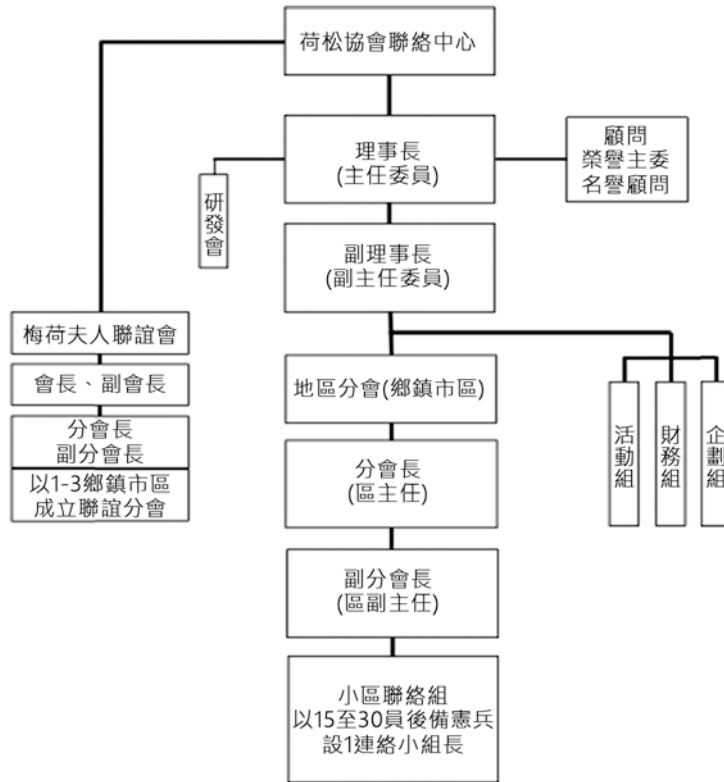 荷松協會聯絡中心
理事長
(主任委員)
顧問
榮譽主委
名譽顧問
研發會
副理事長
(副主任委員)
梅荷夫人聯誼會
會長、副會長
分會長
副分會長
以1-3鄉鎮市區
成立聯誼分會
地區分會(鄉鎮市區)
活動組
財務組
企劃組
分會長
(區主任)
副分會長
(區副主任)
小區聯絡組
以15至30員後備憲兵
設1連絡小組長